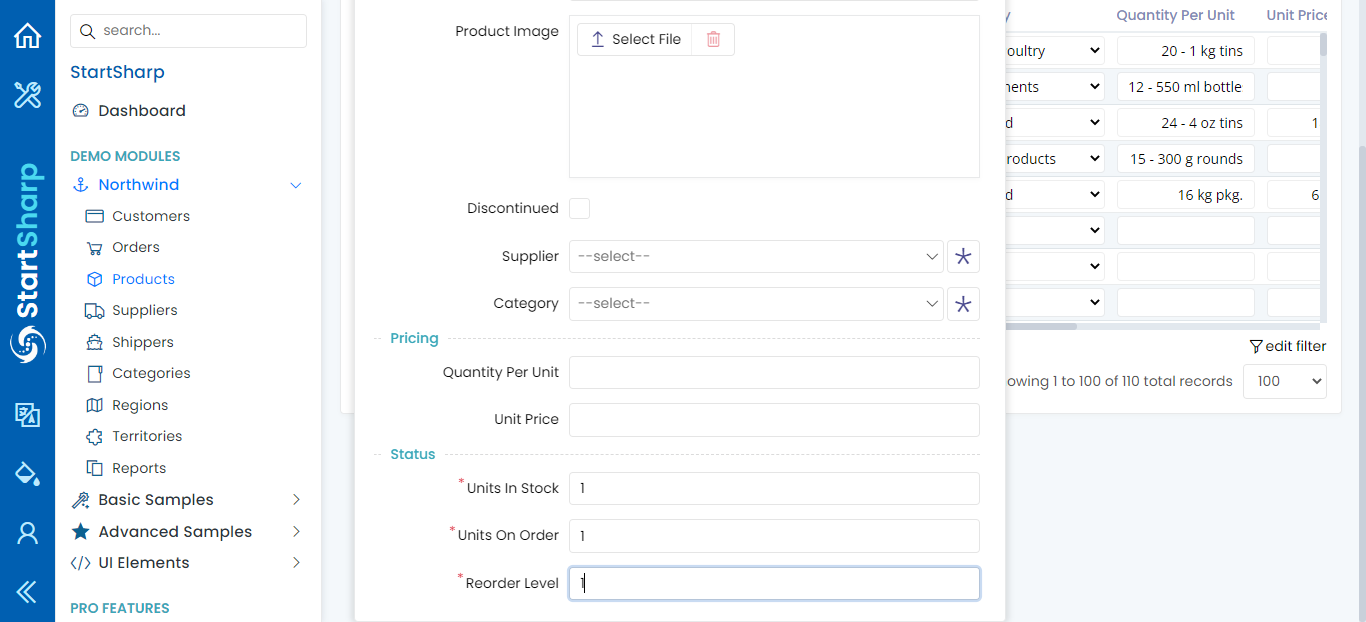 search...
StartSharp
Dashboard
DEMO MODULES
Northwind
Customers
Orders
Products
Suppliers
Shippers
Categories
Regions
Territories
Reports
Basic Samples
Advanced Samples
UI Elements
PRO FEATURES
StartSharp
Product Image
Select File
Discontinued
Supplier
--select--
Category
--select--
Pricing
Quantity Per Unit
Unit Price
Status
*Units In Stock
1
*Units On Order
1
*Reorder Level
1
Quantity Per Unit Unit Price
oultry 20 - 1 kg tins
nents 12 - 550 ml bottle
d 24 - 4 oz tins 1
roducts 15 - 300 g rounds
d 16 kg pkg. 6
edit filter
owing 1 to 100 of 110 total records 100